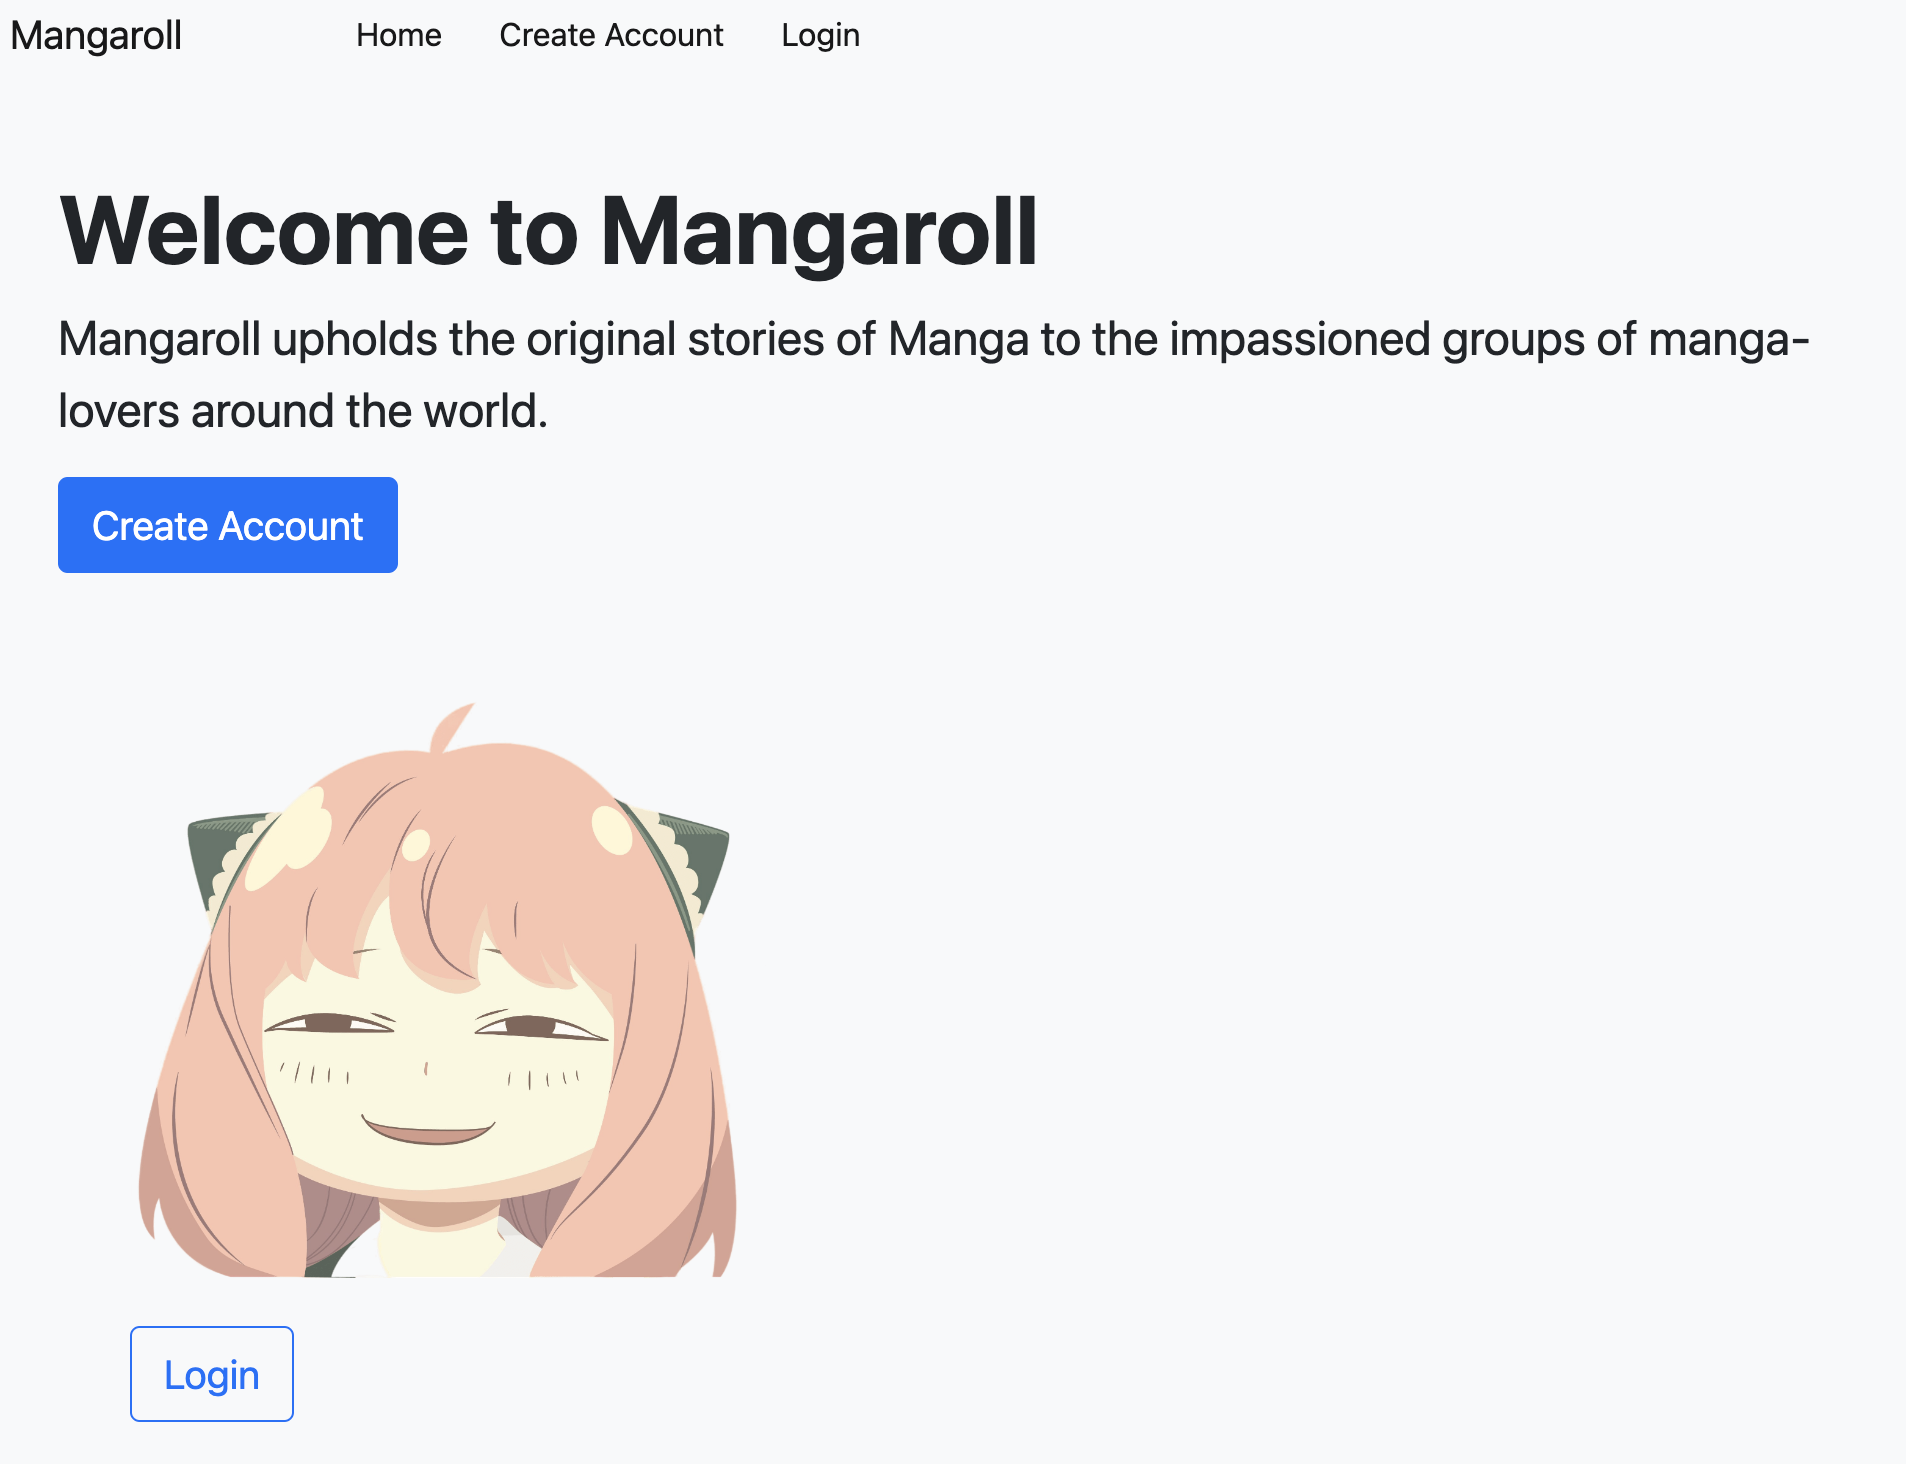 Mangaroll
Home
Create Account
Login
Welcome to Mangaroll
Mangaroll upholds the original stories of Manga to the impassioned groups of manga-
lovers around the world.
Create Account
Login